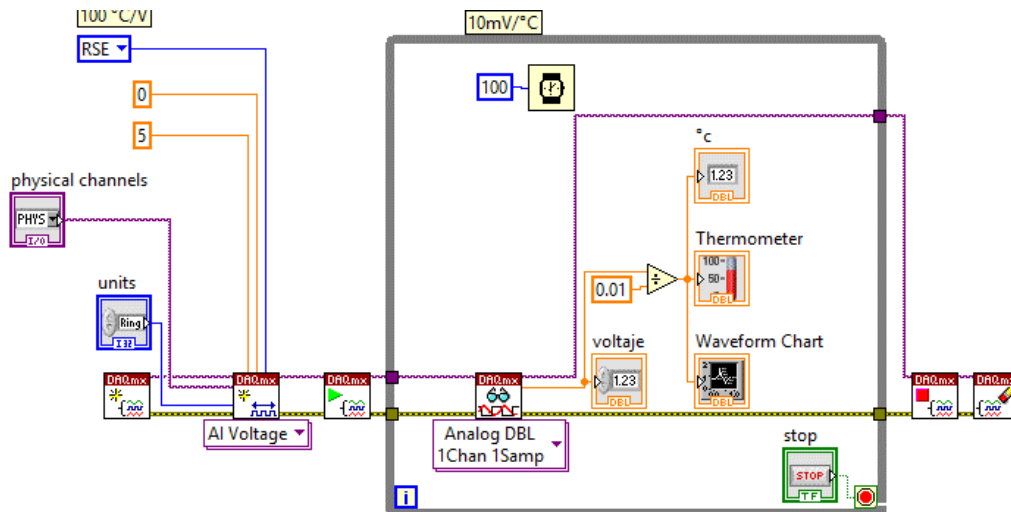 100 °C/V
10mV/°C
RSE
100
0
5
°c
1.23
DBL
physical channels
PHYS
I/O
Thermometer
100-
50-
DBL
0.01
units
Ring
I32
voltaje
1.23
DBL
Waveform Chart
DBL
DAQmx
DAQmx
DAQmx
DAQmx
DAQmx
DAQmx
AI Voltage
Analog DBL
1Chan 1Samp
stop
STOP
TF
i